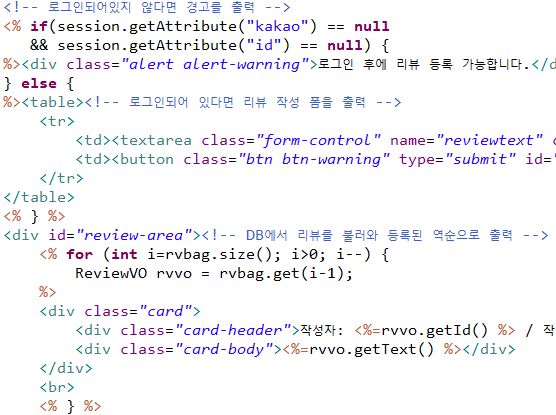 <!-- 로그인되어있지 않다면 경고를 출력 -->
<% if(session.getAttribute("kakao") == null
&& session.getAttribute("id") == null) {
%><div class="alert alert-warning">로그인 후에 리뷰 등록 가능합니다.</d
} else {
%><table><!-- 로그인되어 있다면 리뷰 작성 폼을 출력 -->
<tr>
<td><textarea class="form-control" name="reviewtext" c
<td><button class="btn btn-warning" type="submit" id="
</tr>
</table>
<% } %>
<div id="review-area"><!-- DB에서 리뷰를 불러와 등록된 역순으로 출력 -->
<% for (int i=rvbag.size(); i>0; i--) {
ReviewVO rvvo = rvbag.get(i-1);
%>
<div class="card">
<div class="card-header">작성자: <%=rvvo.getId() %> / 작
<div class="card-body"><%=rvvo.getText() %></div>
</div>
<br>
<% } %>